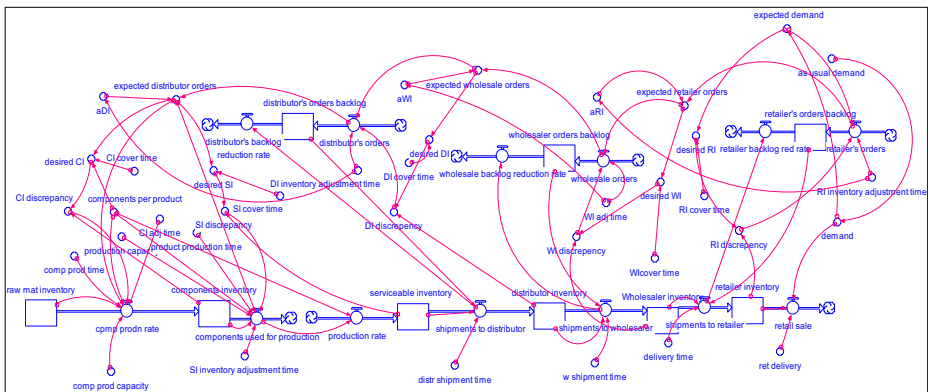 expected demand
as usual demand
expected distributor orders
expected wholesale orders
expected retailer orders
aDI
aWI
aRI
distributor's orders backlog
retailer's orders backlog
distributor's backlog
reduction rate
distributor's orders
wholesaler orders backlog
retailer backlog red rate
retailer's orders
desired CI
CI cover time
desired SI
DI cover time
desired DI
wholesale backlog reduction rate
wholesale orders
desired RI
DI inventory adjustment time
desired WI
RI inventory adjustment time
CI discrepancy
components per product
SI cover time
DI discrepancy
WI adj time
RI cover time
CI adj time
SI discrepancy
RI discrepency
demand
production capacity
product production time
WI discrepency
comp prod time
WIcover time
raw mat inventory
components inventory
serviceable inventory
distributor inventory
Wholesaler inventory
retailer inventory
cpmp prodn rate
components used for production
production rate
shipments to distributor
shipments to wholesaler
shipments to retailer
retail sale
comp prod capacity
SI inventory adjustment time
distr shipment time
w shipment time
delivery time
ret delivery